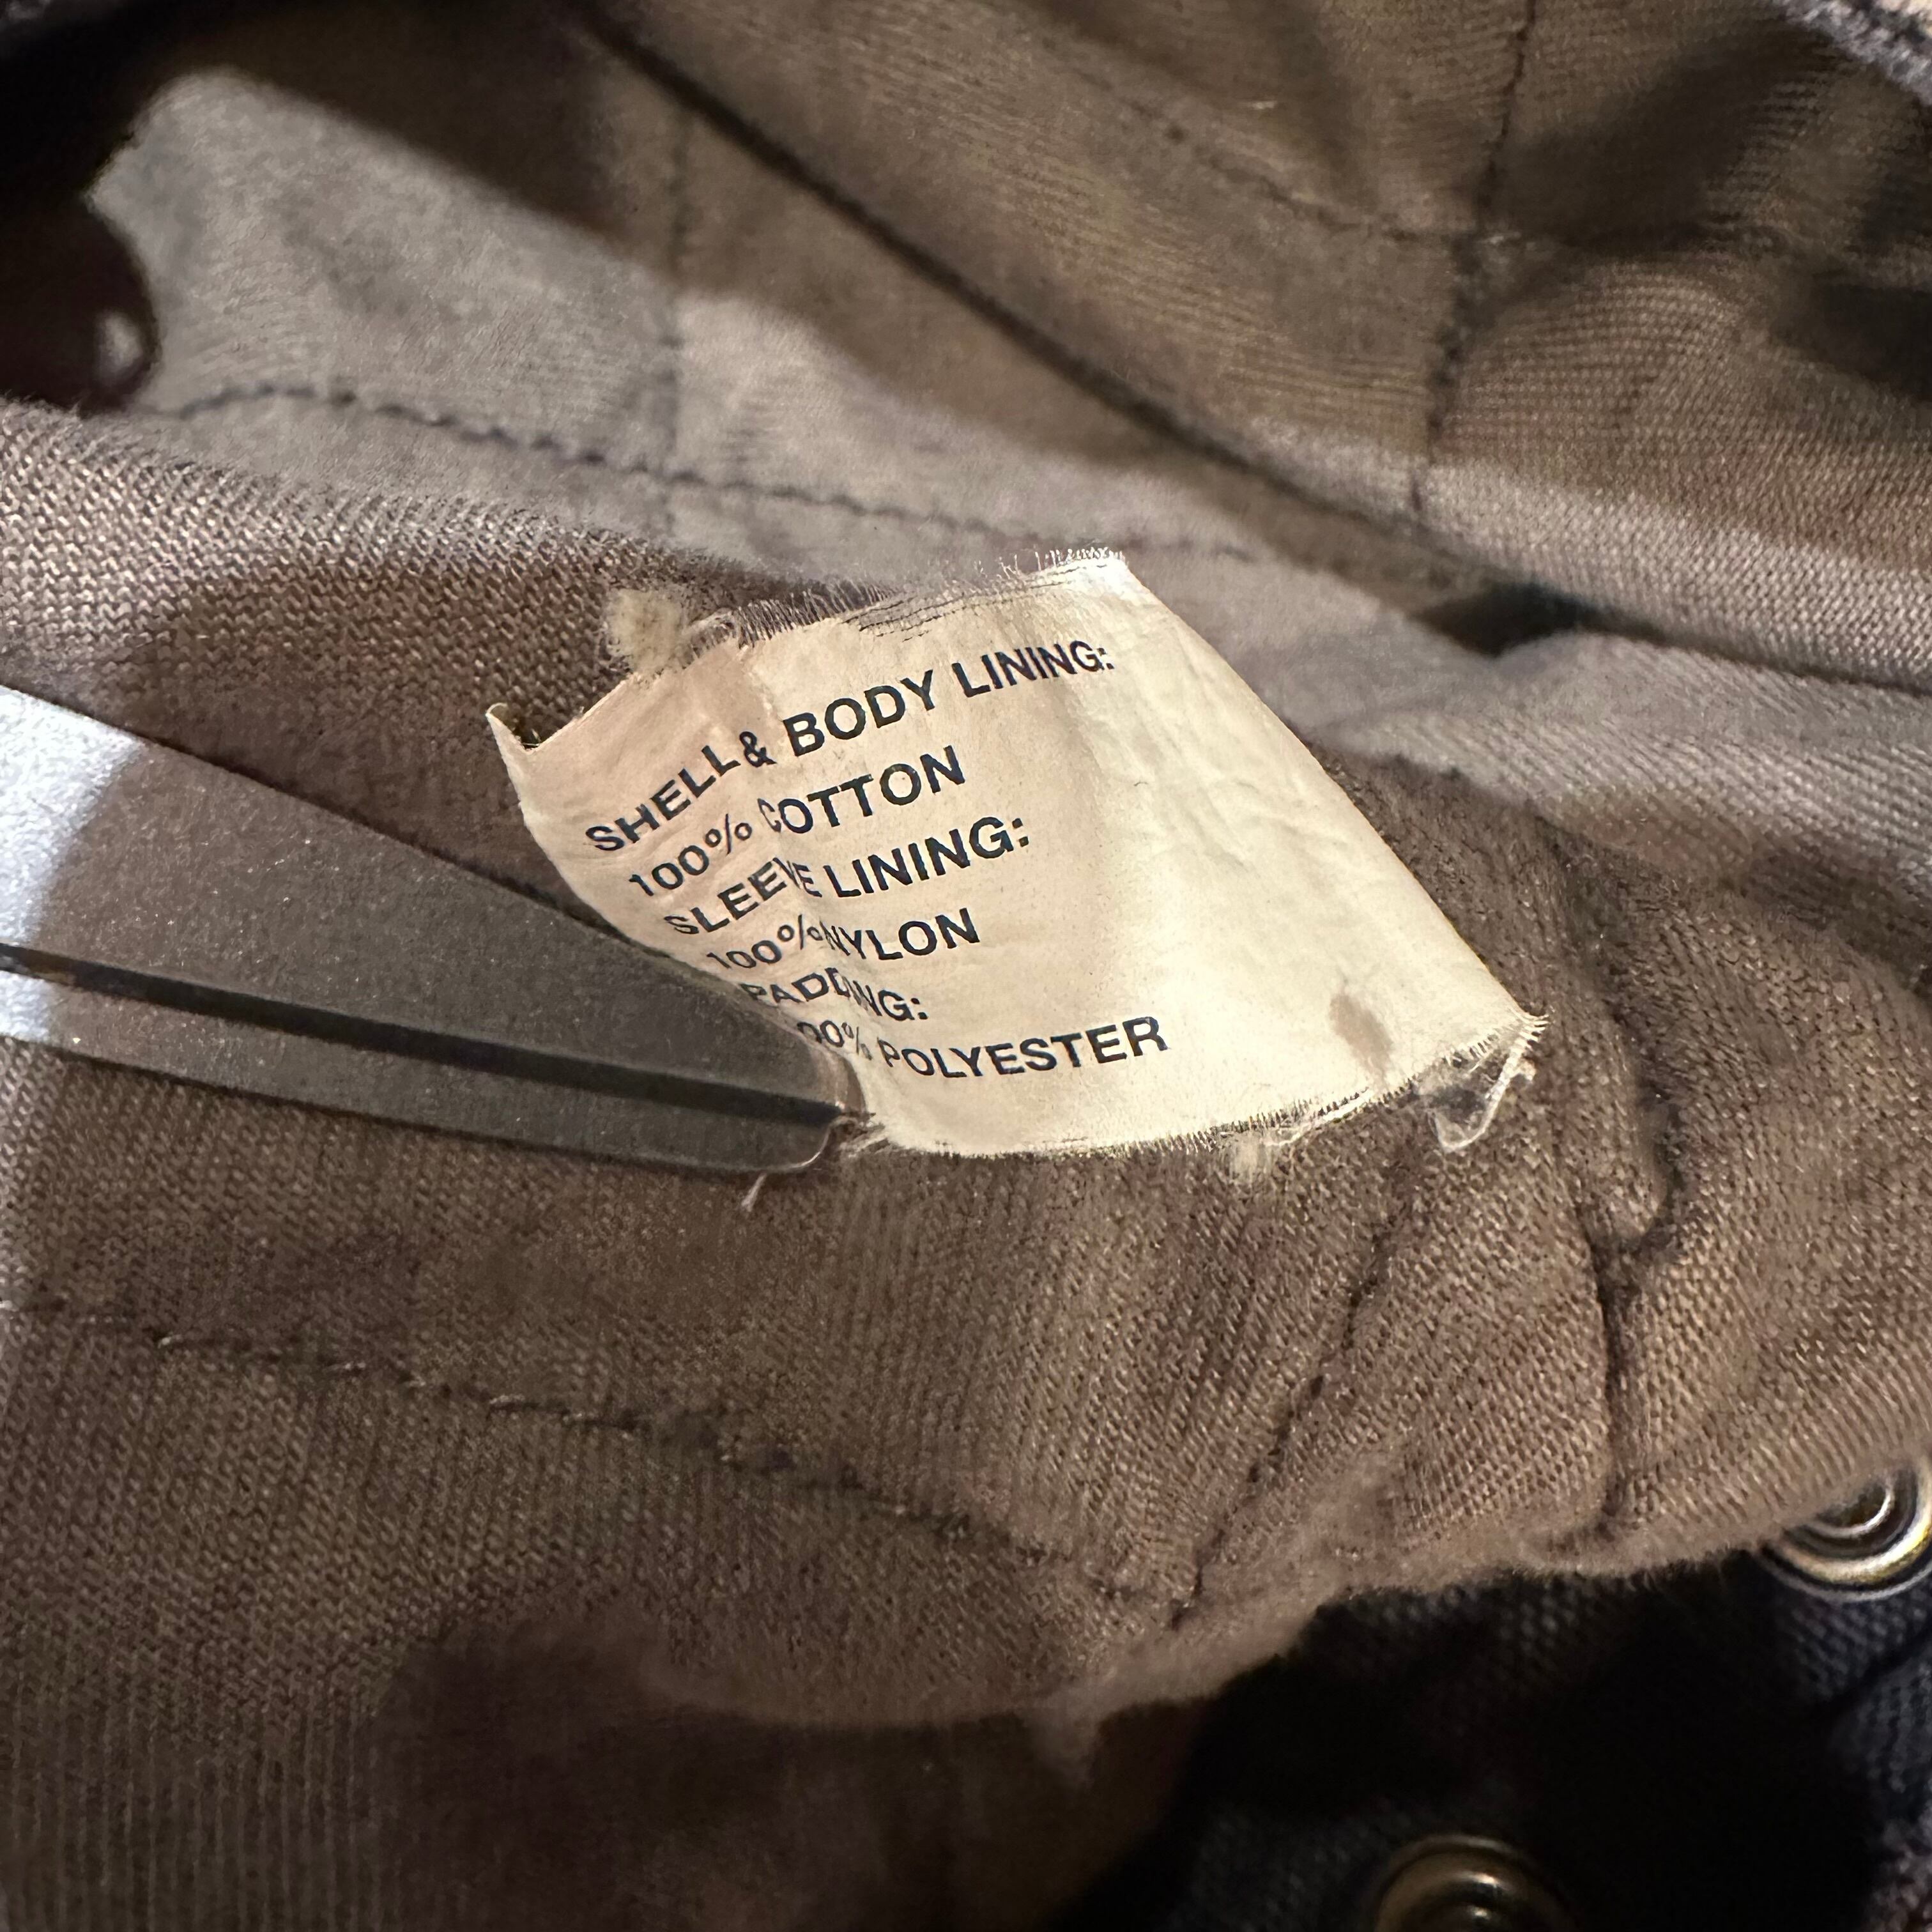 SHELL & BODY LINING:
100% COTTON
SLEEVE LINING:
100% NYLON
PADDING:
100% POLYESTER